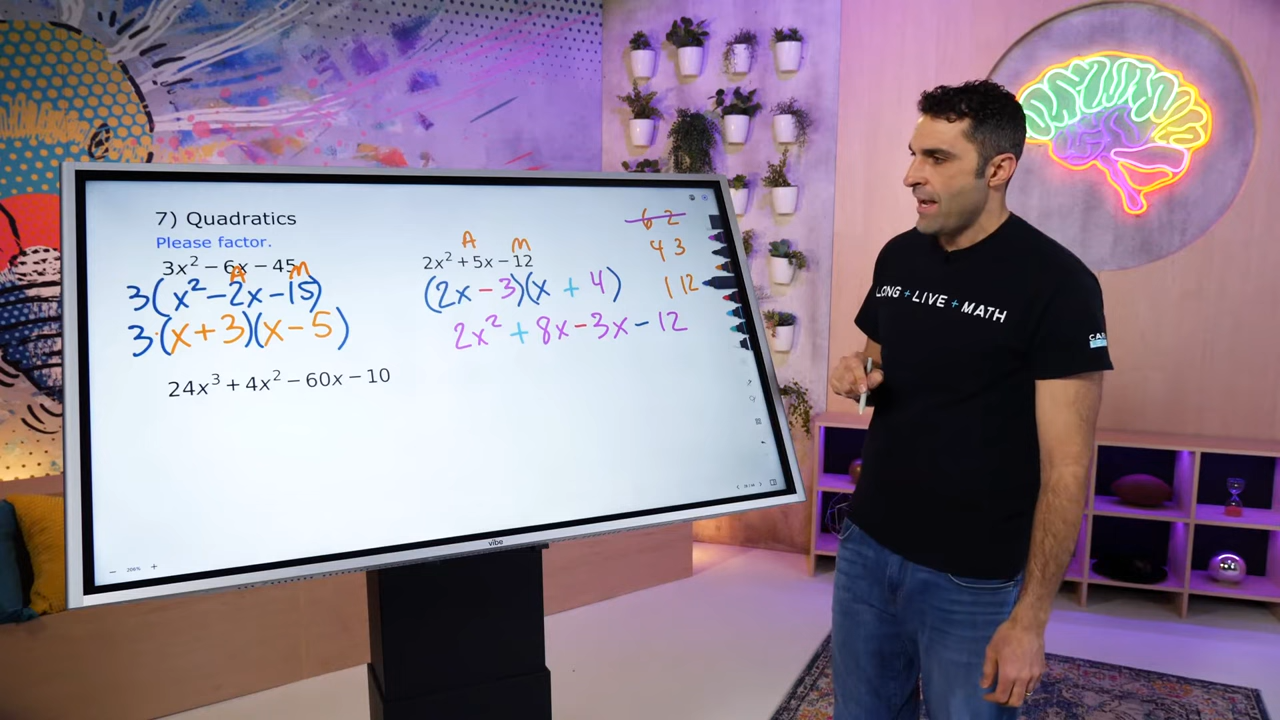 7) Quadratics
Please factor.
3x² − 6x − 45
A M
3(x² − 2x − 15)
3·(x + 3)(x − 5)
24x³ + 4x² − 60x − 10
A M
2x² + 5x − 12
(2x − 3)(x + 4)
2x² + 8x − 3x − 12
6 2
4 3
1 12
206%
vibe
LONG + LIVE + MATH